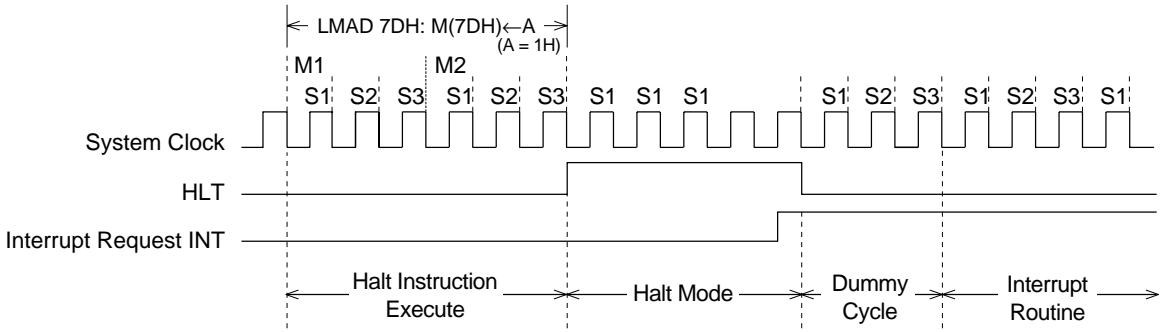 LMAD 7DH: M(7DH)←A
(A = 1H)
M1 M2
S1 S2 S3 S1 S2 S3 S1 S1 S1 S1 S2 S3 S1 S2 S3 S1
System Clock
HLT
Interrupt Request INT
Halt Instruction
Execute
Halt Mode
Dummy
Cycle
Interrupt
Routine